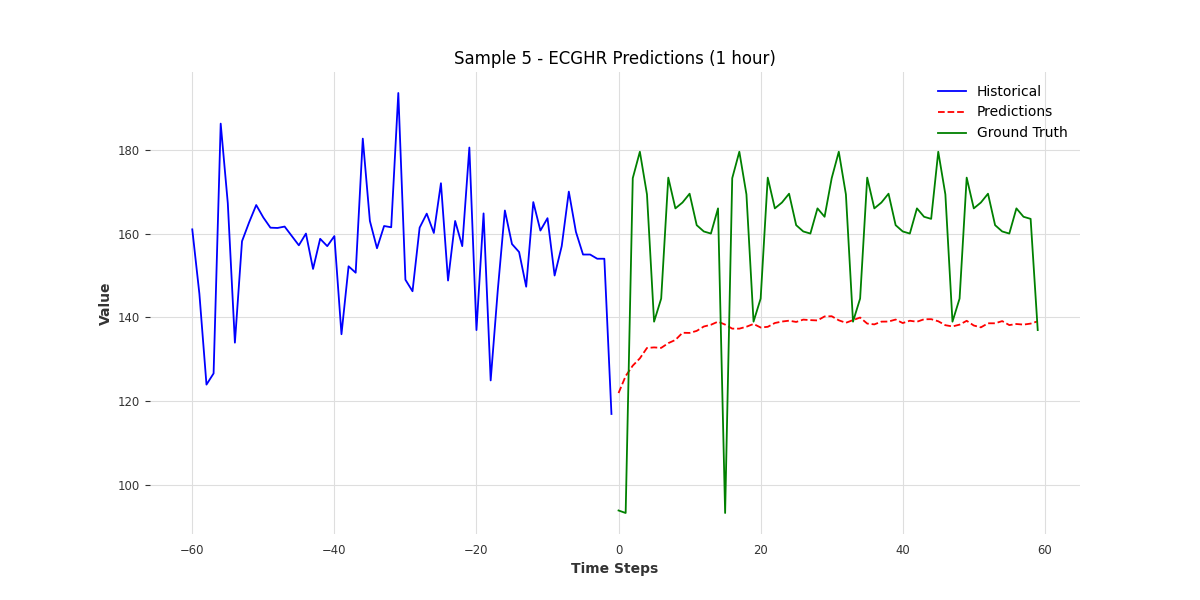 Sample 5 - ECGHR Predictions (1 hour)
Historical
Predictions
Ground Truth
Value
180
160
140
120
100
−60
−40
−20
0
20
40
60
Time Steps